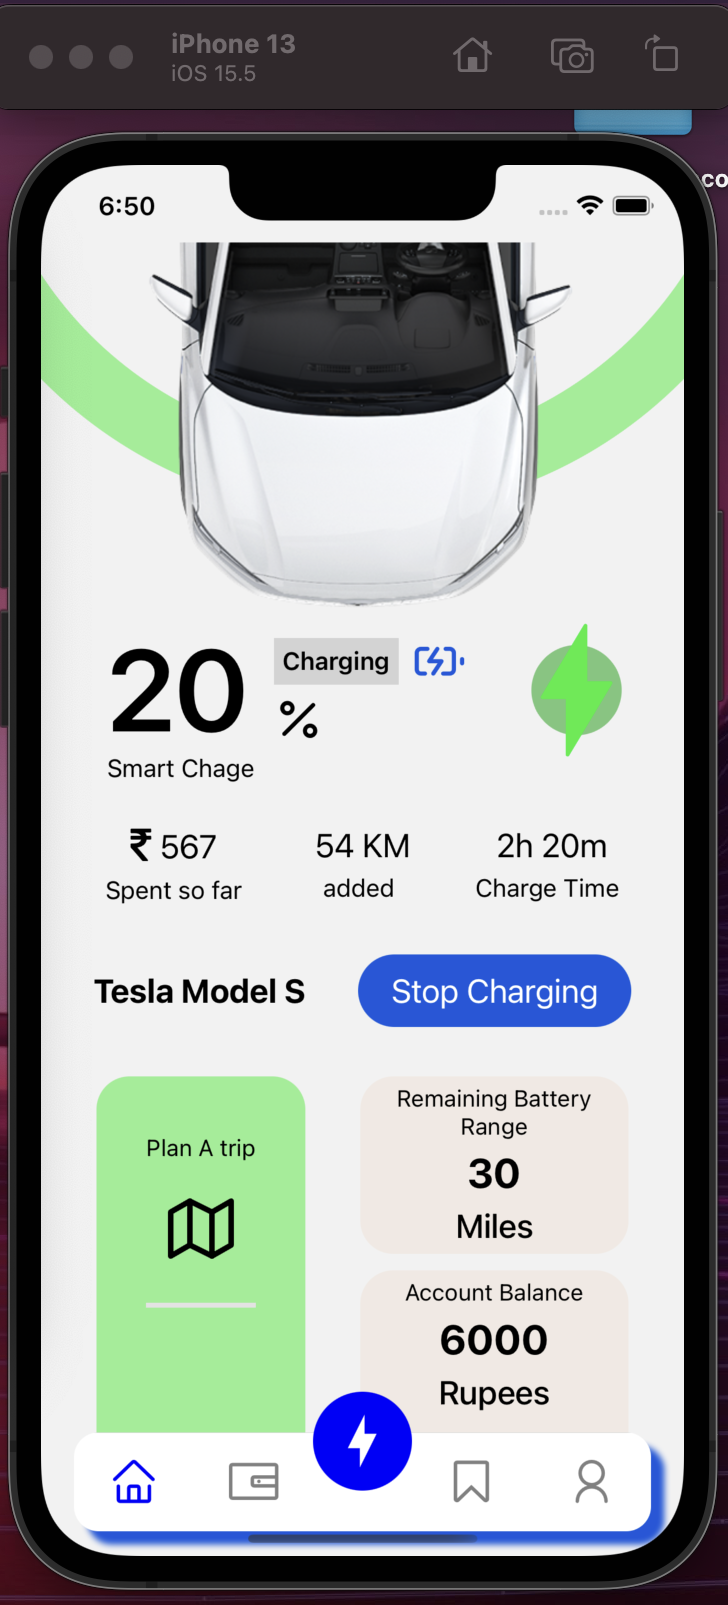 iPhone 13
iOS 15.5
co
6:50
20
Charging
%
Smart Chage
₹ 567
Spent so far
54 KM
added
2h 20m
Charge Time
Tesla Model S
Stop Charging
Plan A trip
Remaining Battery
Range
30
Miles
Account Balance
6000
Rupees